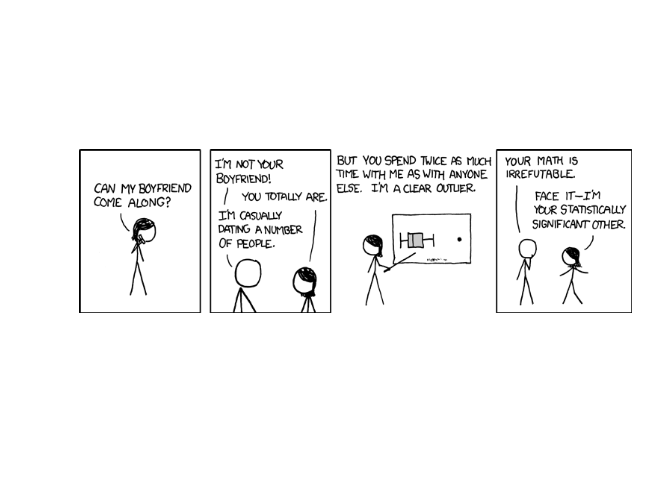 CAN MY BOYFRIEND
COME ALONG?
I'M NOT YOUR
BOYFRIEND!
YOU TOTALLY ARE.
I'M CASUALLY
DATING A NUMBER
OF PEOPLE.
BUT YOU SPEND TWICE AS MUCH
TIME WITH ME AS WITH ANYONE
ELSE. I'M A CLEAR OUTLIER.
YOUR MATH IS
IRREFUTABLE.
FACE IT—I'M
YOUR STATISTICALLY
SIGNIFICANT OTHER.